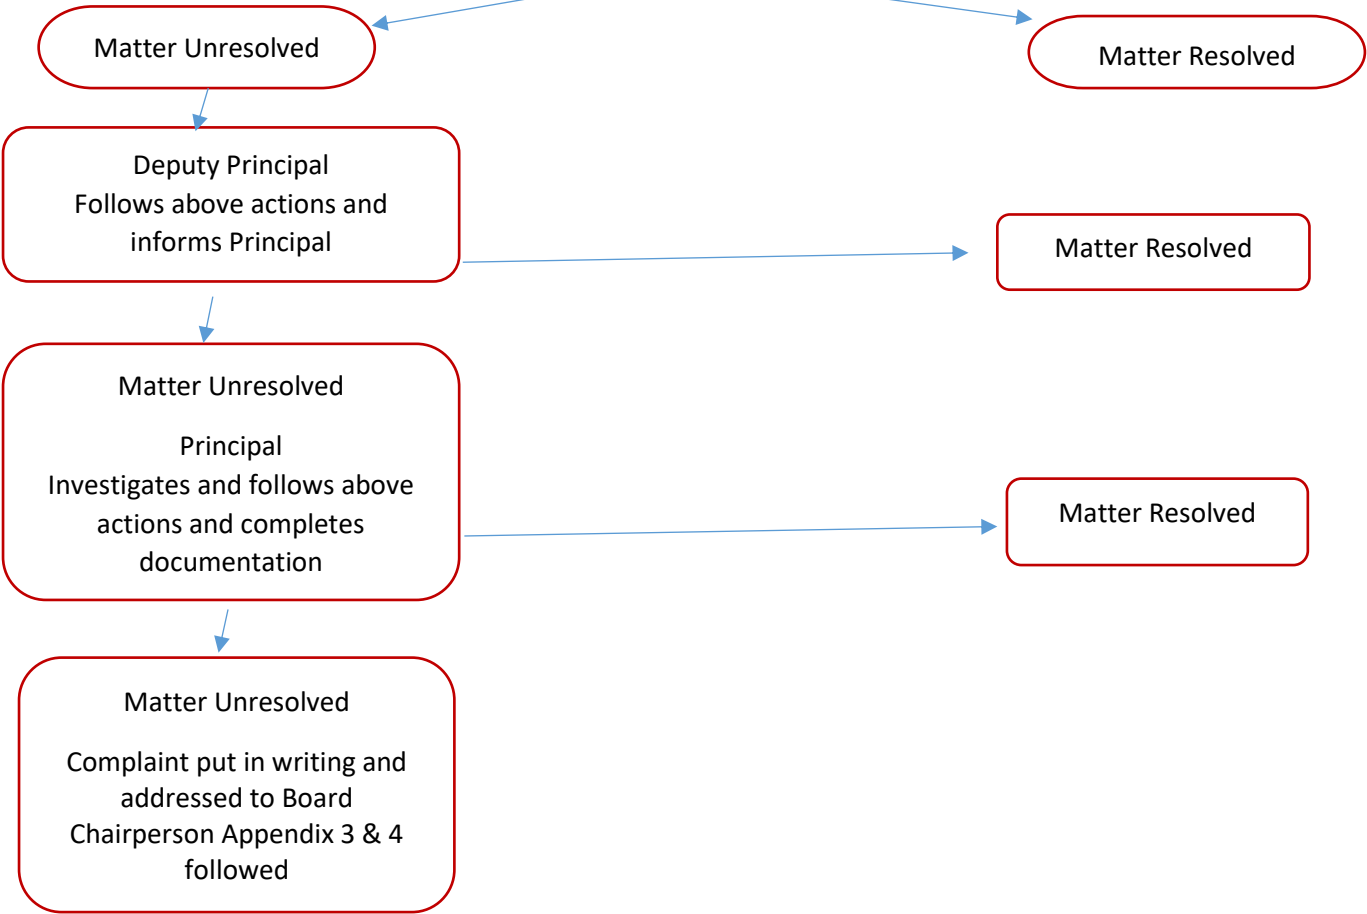 Matter Unresolved
Matter Resolved
Deputy Principal
Follows above actions and
informs Principal
Matter Resolved
Matter Unresolved
Principal
Investigates and follows above
actions and completes
documentation
Matter Resolved
Matter Unresolved
Complaint put in writing and
addressed to Board
Chairperson Appendix 3 & 4
followed